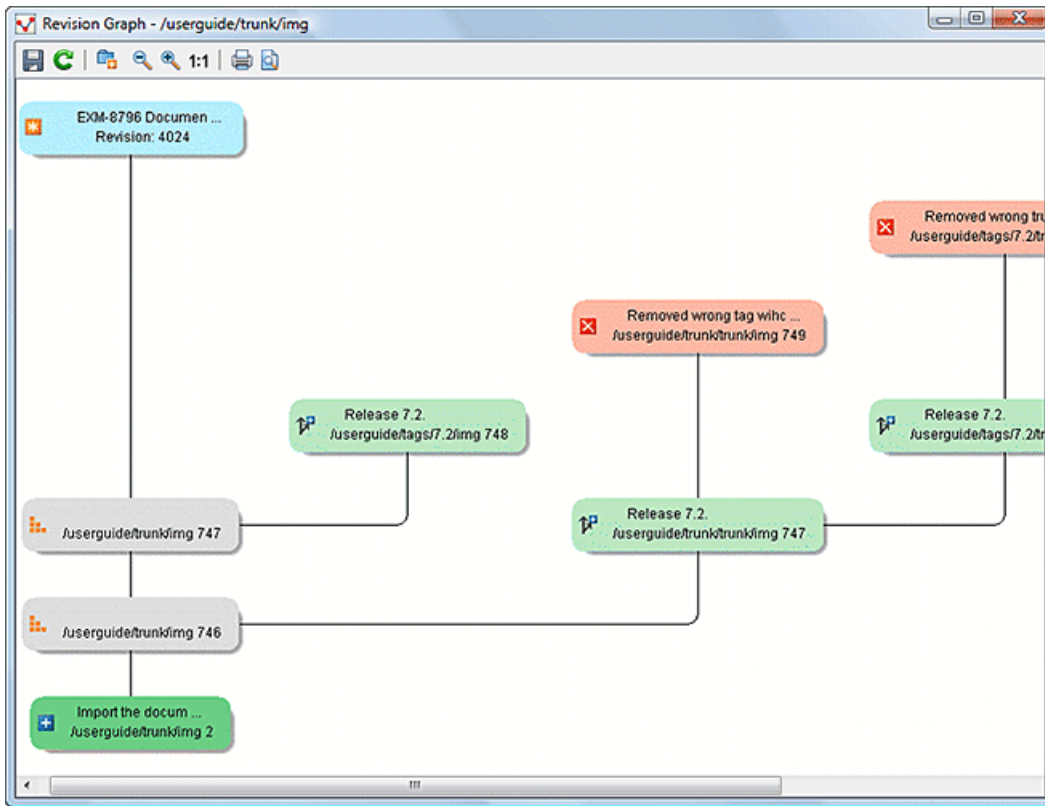 Revision Graph - /userguide/trunk/img
1:1
EXM-8796 Documen ...
Revision: 4024
Removed wrong tru
/userguide/tags/7.2/tr
Removed wrong tag wihc ...
/userguide/trunk/trunk/img 749
Release 7.2.
/userguide/tags/7.2/img 748
Release 7.2.
/userguide/tags/7.2/tr
/userguide/trunk/img 747
Release 7.2.
/userguide/trunk/trunk/img 747
/userguide/trunk/img 746
Import the docum ...
/userguide/trunk/img 2